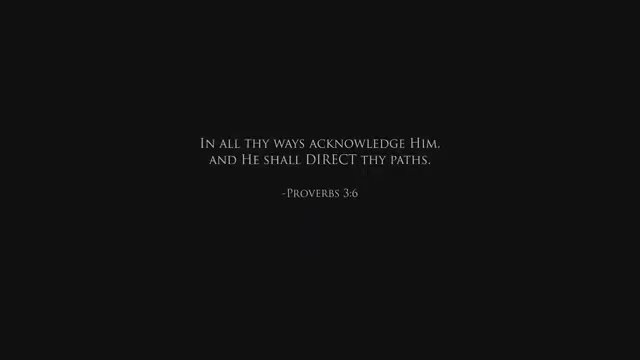 In all thy ways acknowledge Him,
and He shall DIRECT thy paths.
-Proverbs 3:6